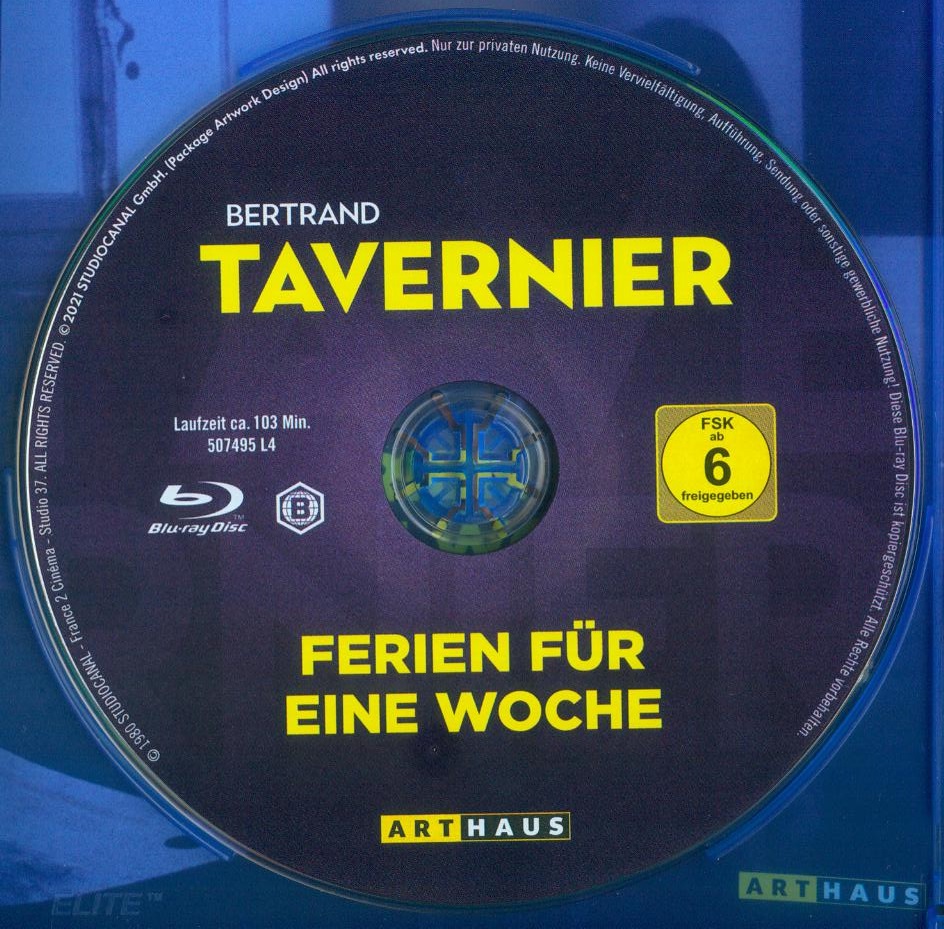 BERTRAND
TAVERNIER
Laufzeit ca. 103 Min.
507495 L4
Blu-ray Disc
TM
B
FSK
ab
6
freigegeben
FERIEN FÜR
EINE WOCHE
ARTHAUS
© 1980 STUDIOCANAL - France 2 Cinéma - Studio 37. ALL RIGHTS RESERVED. © 2021 STUDIOCANAL GmbH. (Package Artwork Design) All rights reserved. Nur zur privaten Nutzung. Keine Vervielfältigung, Aufführung, Sendung oder sonstige gewerbliche Nutzung! Diese Blu-ray Disc ist kopiergeschützt. Alle Rechte vorbehalten.
ELITE™
ARTHAUS